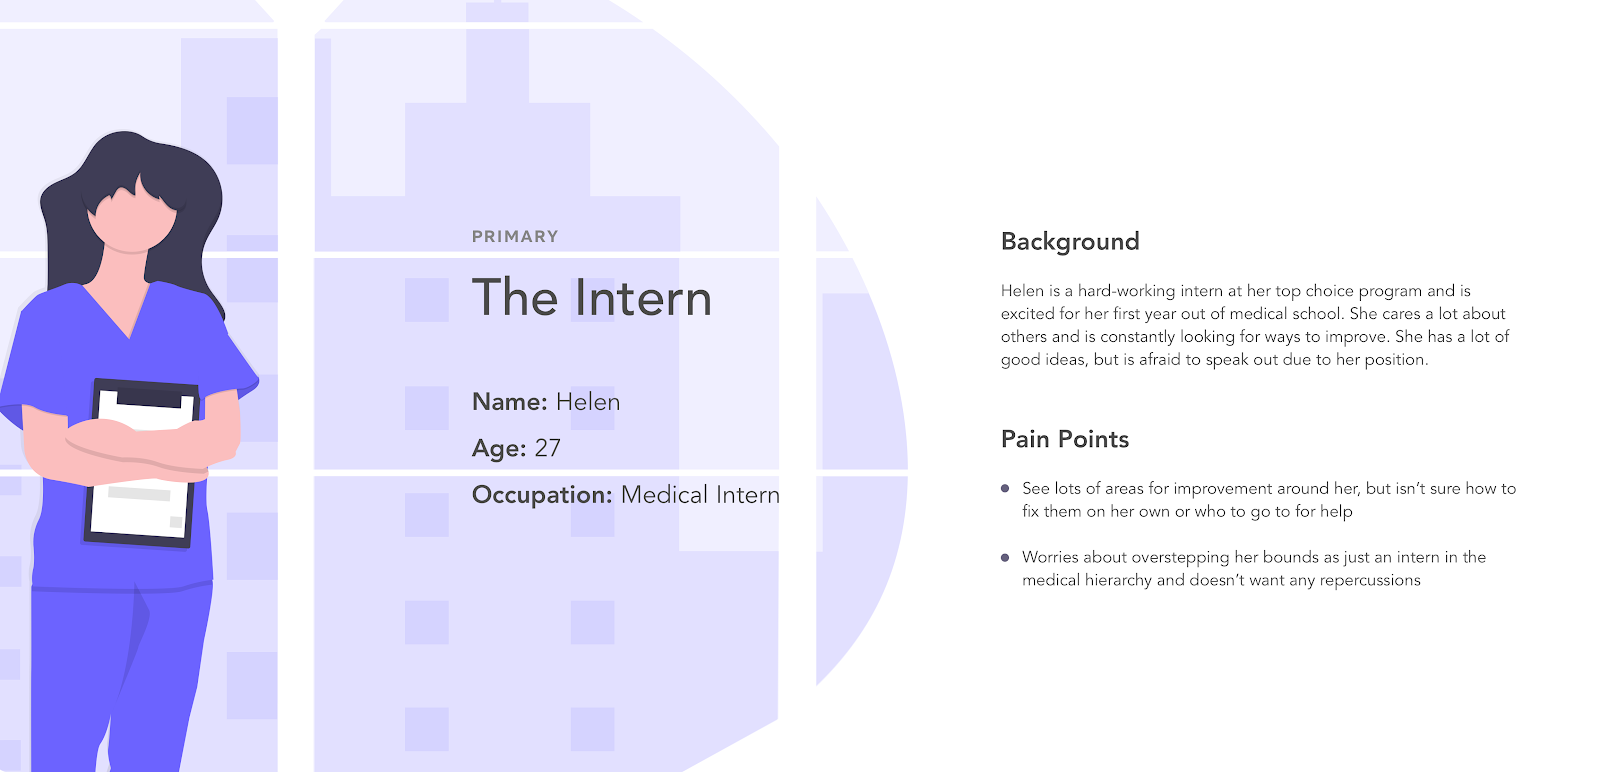 PRIMARY
The Intern
Name: Helen
Age: 27
Occupation: Medical Intern
Background
Helen is a hard-working intern at her top choice program and is
excited for her first year out of medical school. She cares a lot about
others and is constantly looking for ways to improve. She has a lot of
good ideas, but is afraid to speak out due to her position.
Pain Points
See lots of areas for improvement around her, but isn’t sure how to
fix them on her own or who to go to for help
Worries about overstepping her bounds as just an intern in the
medical hierarchy and doesn’t want any repercussions